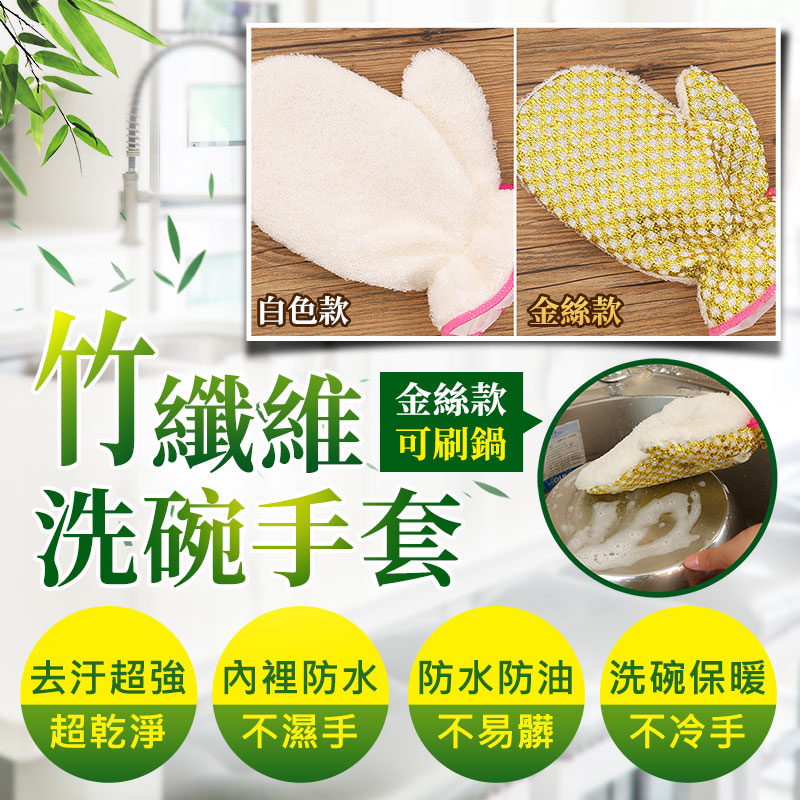 白色款
金絲款
竹纖維
洗碗手套
金絲款
可刷鍋
去汙超強
超乾淨
內裡防水
不濕手
防水防油
不易髒
洗碗保暖
不冷手